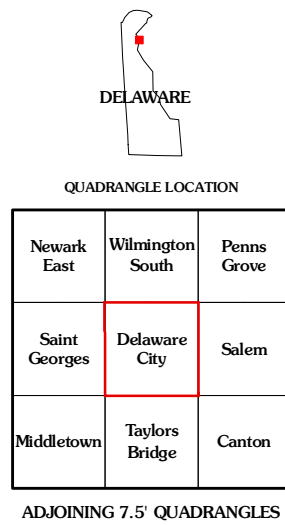 DELAWARE
QUADRANGLE LOCATION
Newark
East
Wilmington
South
Penns
Grove
Saint
Georges
Delaware
City
Salem
Middletown
Taylors
Bridge
Canton
ADJOINING 7.5' QUADRANGLES